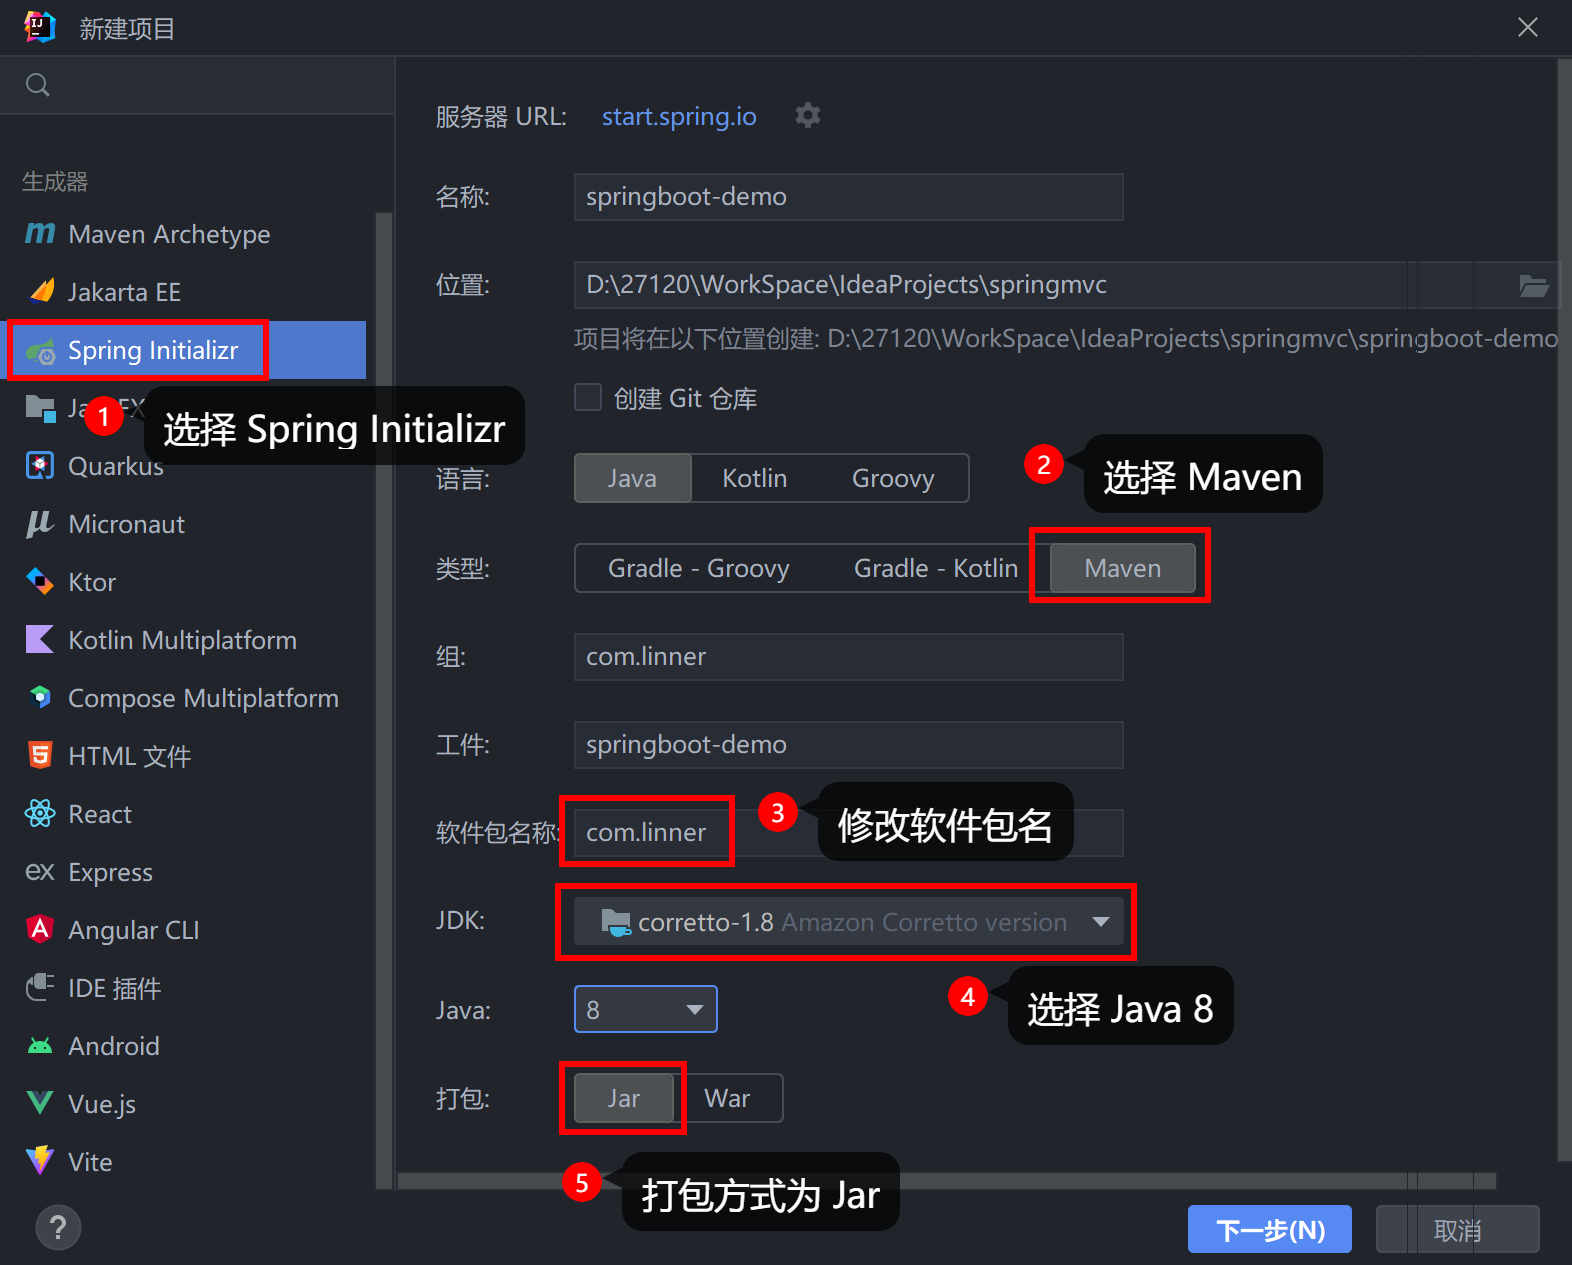 新建项目
生成器
Maven Archetype
Jakarta EE
Spring Initializr
1
选择 Spring Initializr
Quarkus
Micronaut
Ktor
Kotlin Multiplatform
Compose Multiplatform
HTML 文件
React
Express
Angular CLI
IDE 插件
Android
Vue.js
Vite
服务器 URL: start.spring.io
名称: springboot-demo
位置: D:\27120\WorkSpace\IdeaProjects\springmvc
项目将在以下位置创建: D:\27120\WorkSpace\IdeaProjects\springmvc\springboot-demo
创建 Git 仓库
语言: Java Kotlin Groovy
2 选择 Maven
类型: Gradle - Groovy Gradle - Kotlin Maven
组: com.linner
工件: springboot-demo
3 修改软件包名
软件包名称: com.linner
JDK: corretto-1.8 Amazon Corretto version
4 选择 Java 8
Java: 8
打包: Jar War
5 打包方式为 Jar
?
下一步(N) 取消